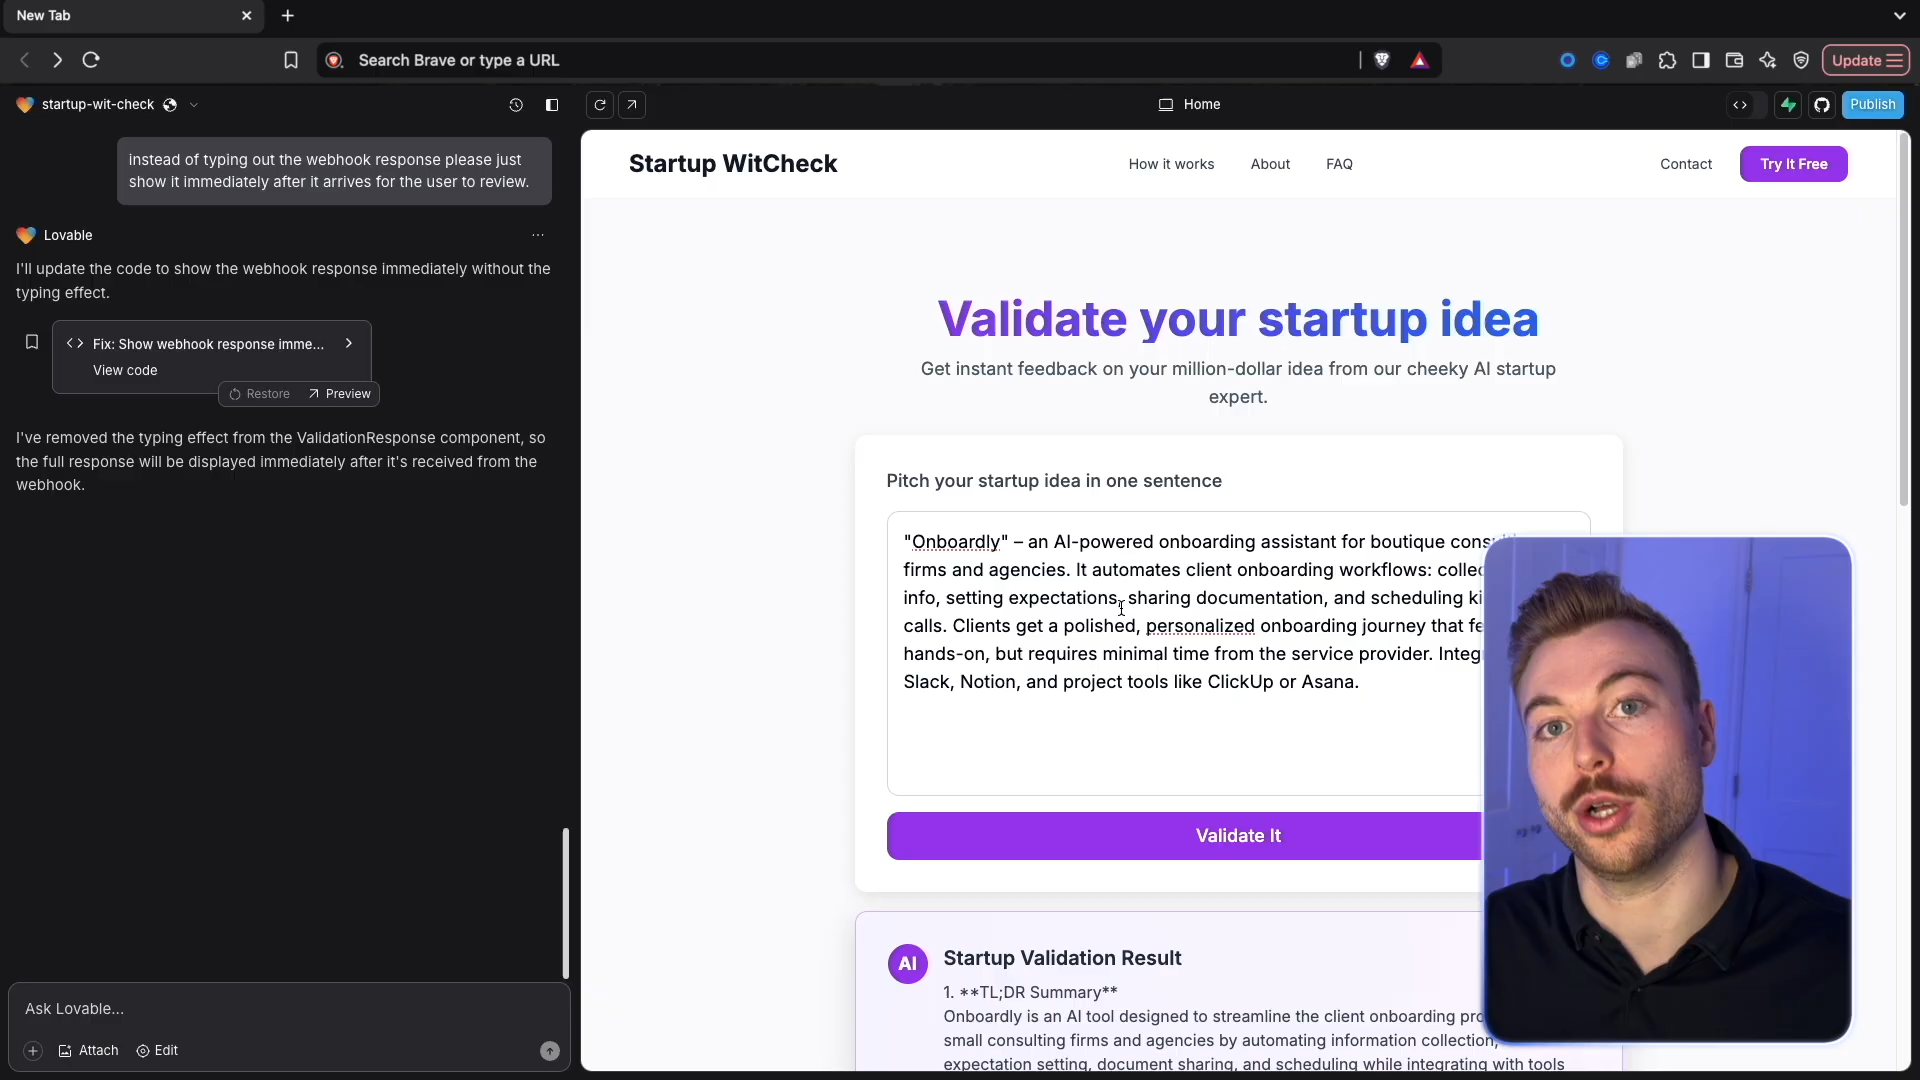 New Tab
Search Brave or type a URL
Update
startup-wit-check
Home
Publish
instead of typing out the webhook response please just
show it immediately after it arrives for the user to review.
Lovable
I'll update the code to show the webhook response immediately without the
typing effect.
Fix: Show webhook response imme...
View code
Restore
Preview
I've removed the typing effect from the ValidationResponse component, so
the full response will be displayed immediately after it's received from the
webhook.
Ask Lovable...
Attach
Edit
Startup WitCheck
How it works
About
FAQ
Contact
Try It Free
Validate your startup idea
Get instant feedback on your million-dollar idea from our cheeky AI startup
expert.
Pitch your startup idea in one sentence
"Onboardly" – an AI-powered onboarding assistant for boutique
firms and agencies. It automates client onboarding workflows:
info, setting expectations, sharing documentation, and scheduling
calls. Clients get a polished, personalized onboarding journey that
hands-on, but requires minimal time from the service provider.
Slack, Notion, and project tools like ClickUp or Asana.
Validate It
AI
Startup Validation Result
1. **TL;DR Summary**
Onboardly is an AI tool designed to streamline the client onboarding
small consulting firms and agencies by automating information collection,
expectation setting, document sharing, and scheduling while integrating with tools